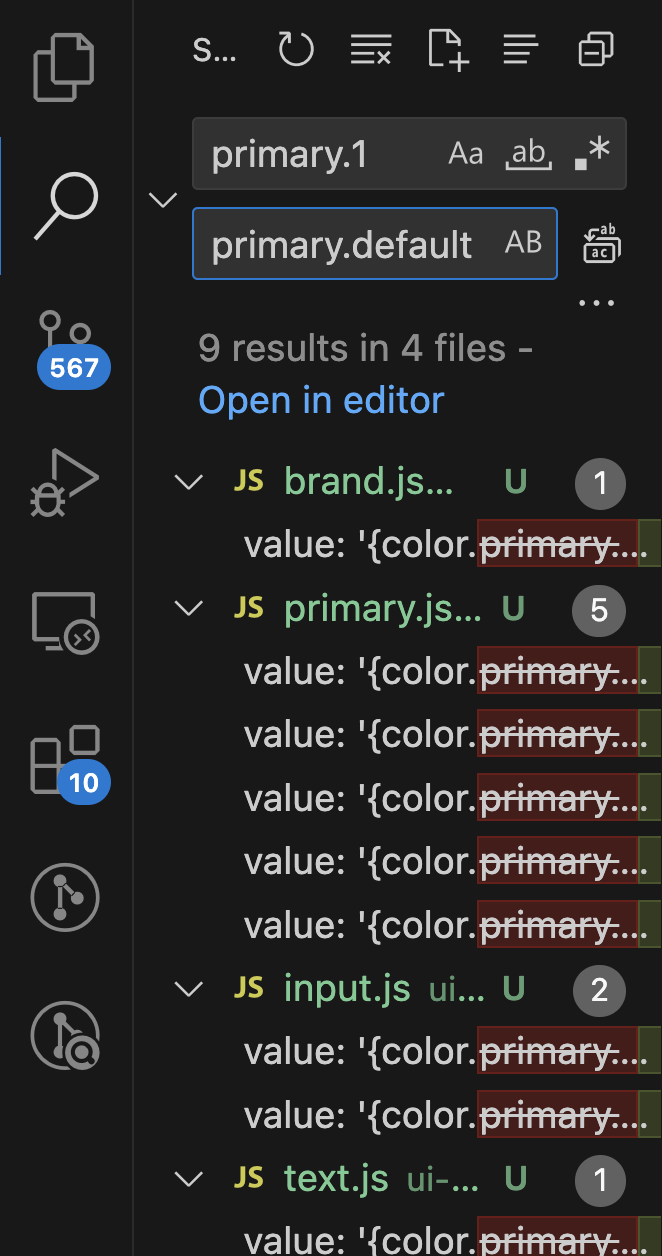 S...
primary.1 Aa ab .*
primary.default AB
ab
ac
...
9 results in 4 files -
Open in editor
567
JS brand.js... U 1
value: '{color.primary....
JS primary.js... U 5
value: '{color.primary....
value: '{color.primary....
value: '{color.primary....
value: '{color.primary....
value: '{color.primary....
10
JS input.js ui... U 2
value: '{color.primary....
value: '{color.primary....
JS text.js ui-... U 1
value: '{color.primary....